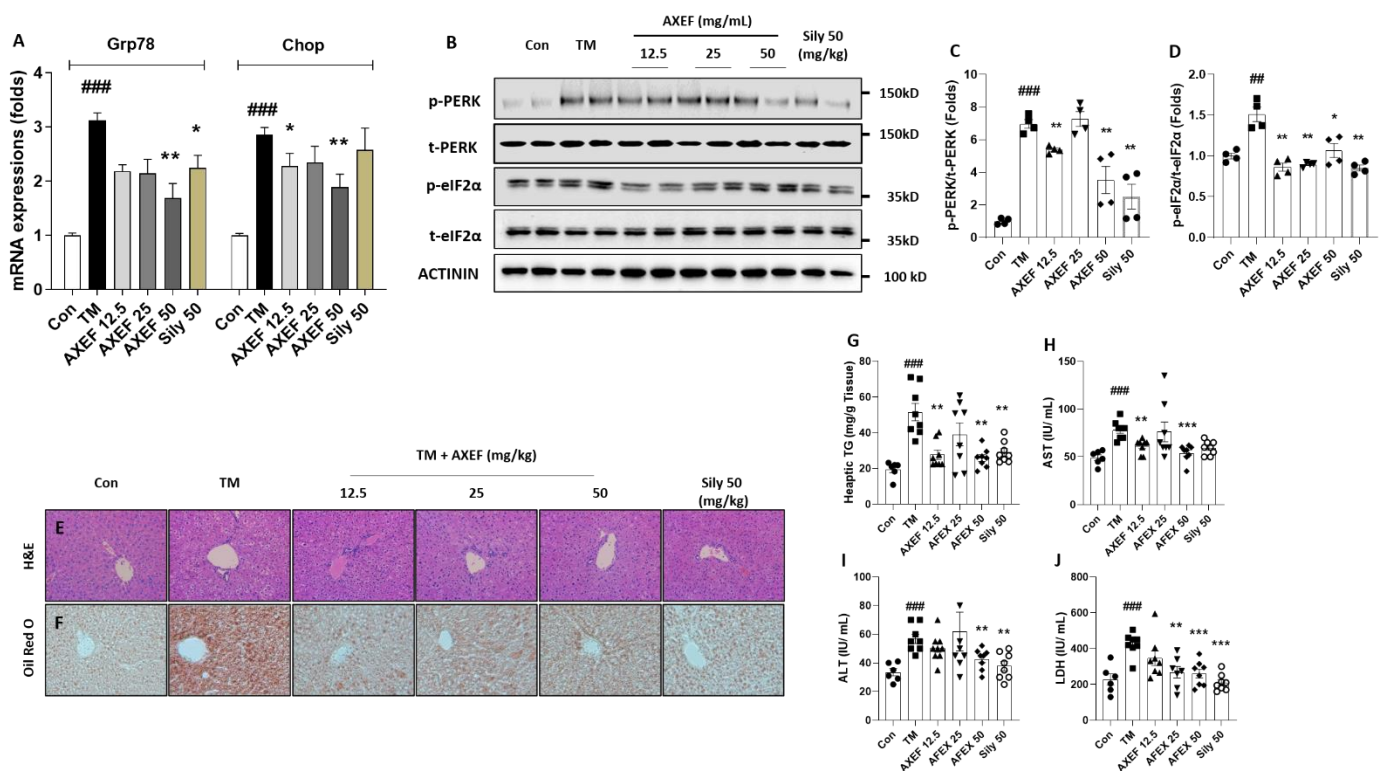 A
Grp78
Chop
mRNA expressions (folds)
4
3
2
1
0
###
**
*
###
*
**
Con
TM
AXEF 12.5
AXEF 25
AXEF 50
Sily 50
Con
TM
AXEF 12.5
AXEF 25
AXEF 50
Sily 50
B
AXEF (mg/mL)
Con
TM
12.5
25
50
Sily 50
(mg/kg)
p-PERK
150kD
t-PERK
150kD
p-eIF2α
35kD
t-eIF2α
35kD
ACTININ
100 kD
C
p-PERK/t-PERK (Folds)
10
8
6
4
2
0
###
**
**
**
Con
TM
AXEF 12.5
AXEF 25
AXEF 50
Sily 50
D
p-eIF2α/t-eIF2α (Folds)
2.0
1.5
1.0
0.5
0.0
##
**
**
*
**
Con
TM
AXEF 12.5
AXEF 25
AXEF 50
Sily 50
TM + AXEF (mg/kg)
Con
TM
12.5
25
50
Sily 50
(mg/kg)
E
H&E
F
Oil Red O
G
Heaptic TG (mg/g Tissue)
80
60
40
20
0
###
**
**
**
Con
TM
AXEF 12.5
AFEX 25
AFEX 50
Sily 50
H
AST (IU/ mL)
150
100
50
0
###
**
***
Con
TM
AXEF 12.5
AFEX 25
AFEX 50
Sily 50
I
ALT (IU/ mL)
100
80
60
40
20
0
###
**
**
Con
TM
AXEF 12.5
AFEX 25
AFEX 50
Sily 50
J
LDH (IU/ mL)
800
600
400
200
0
###
**
***
***
Con
TM
AXEF 12.5
AFEX 25
AFEX 50
Sily 50